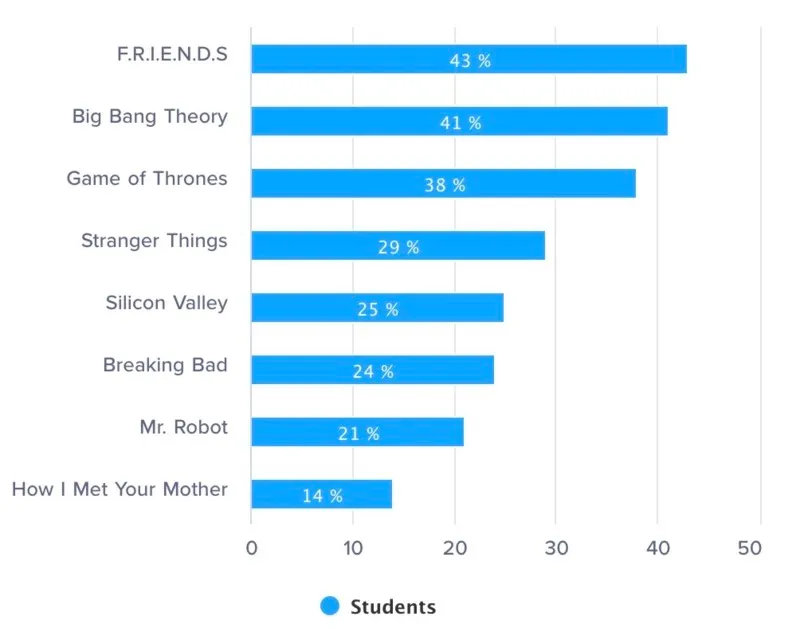 F.R.I.E.N.D.S 43 %
Big Bang Theory 41 %
Game of Thrones 38 %
Stranger Things 29 %
Silicon Valley 25 %
Breaking Bad 24 %
Mr. Robot 21 %
How I Met Your Mother 14 %
0 10 20 30 40 50
Students